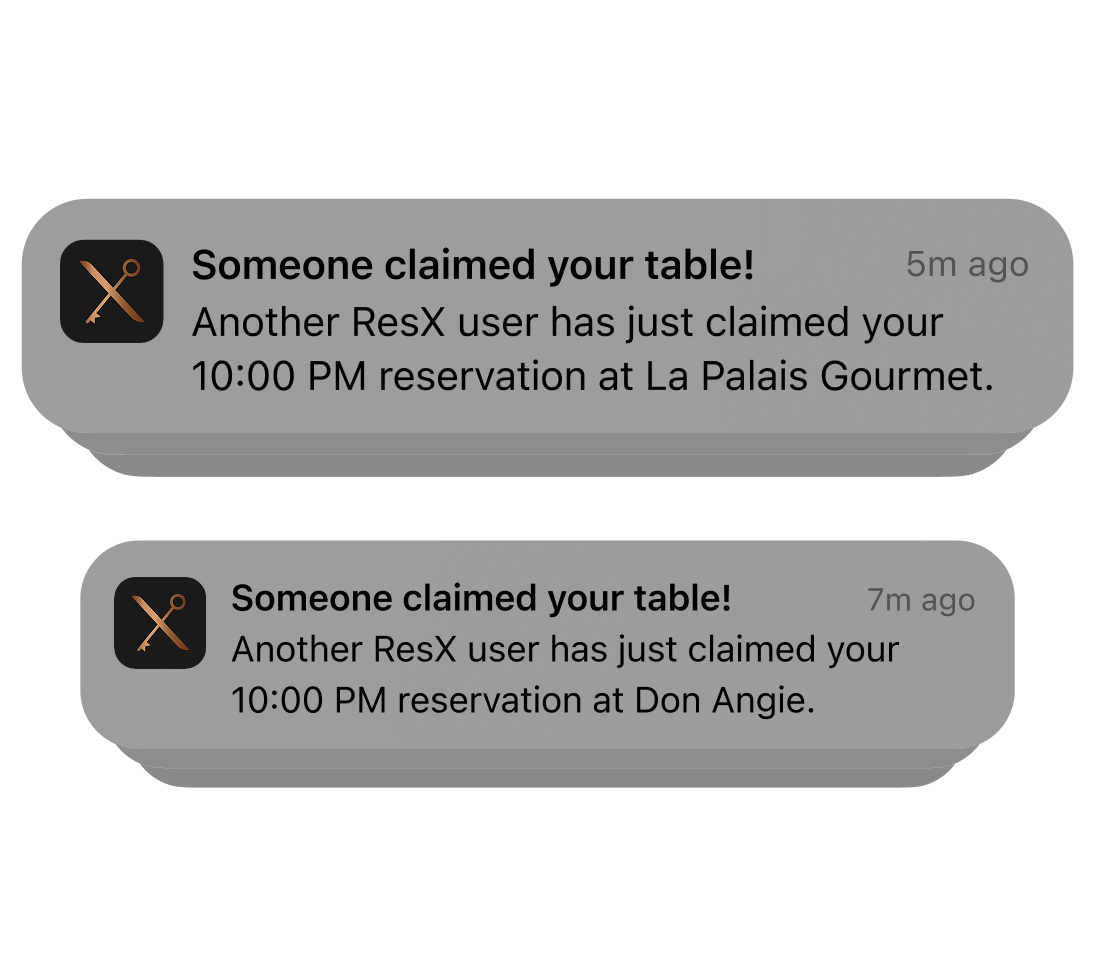 Someone claimed your table!
5m ago
Another ResX user has just claimed your
10:00 PM reservation at La Palais Gourmet.
Someone claimed your table!
7m ago
Another ResX user has just claimed your
10:00 PM reservation at Don Angie.